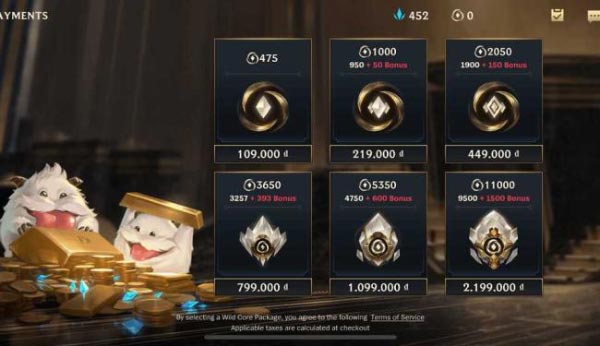 AYMENTS
452
0
475
1000
950 + 50 Bonus
2050
1900 + 150 Bonus
109.000 đ
219.000 đ
449.000 đ
3650
3257 + 393 Bonus
5350
4750 + 600 Bonus
11000
9500 + 1500 Bonus
799.000 đ
1.099.000 đ
2.199.000 đ
*By selecting a Wild Core Package, you agree to the following Terms of Service
Applicable taxes are calculated at checkout